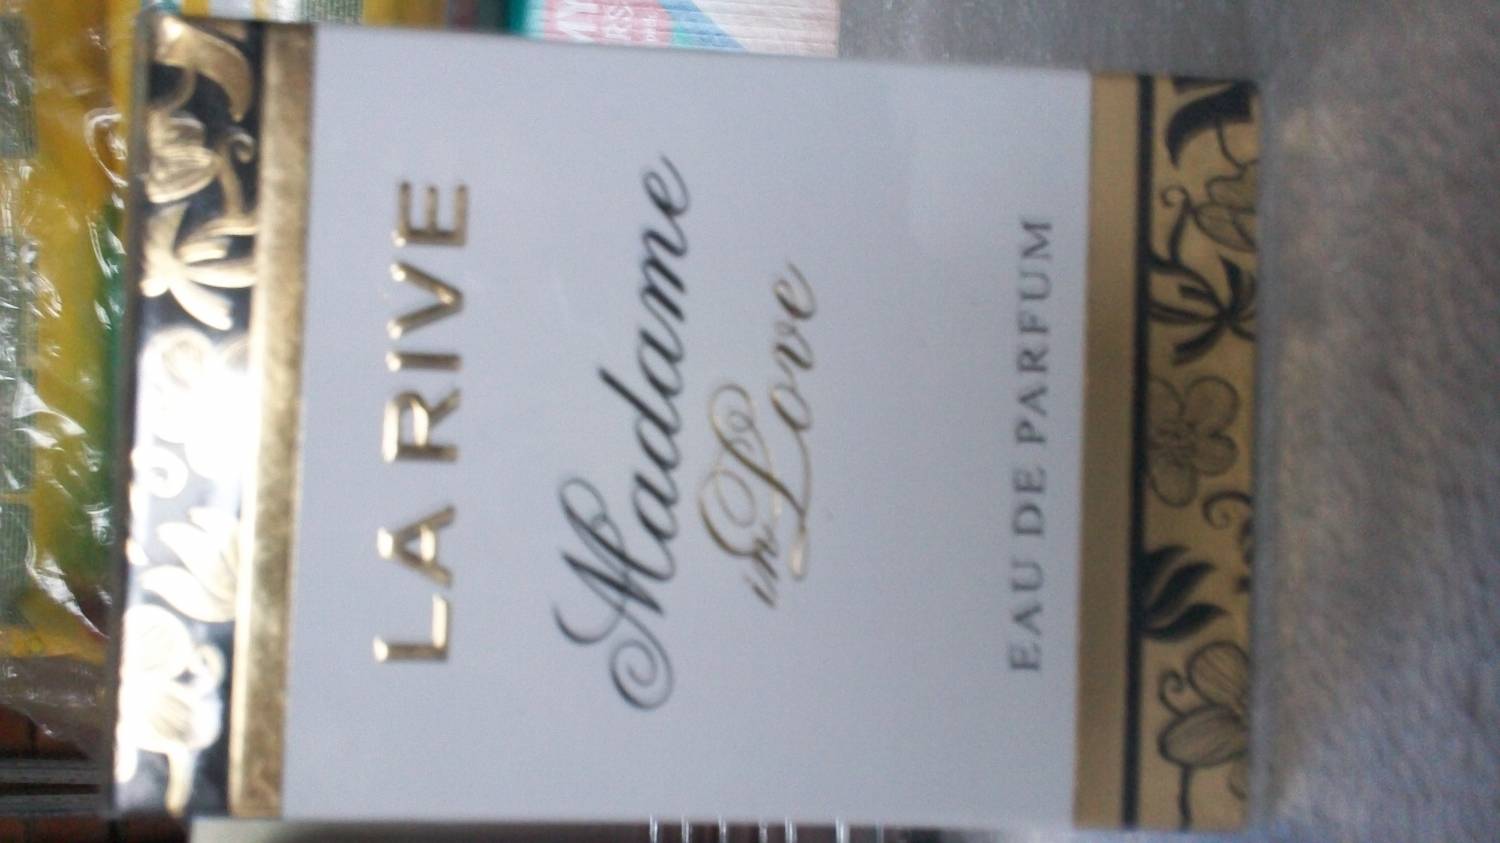 LA RIVE
Madame
in Love
EAU DE PARFUM